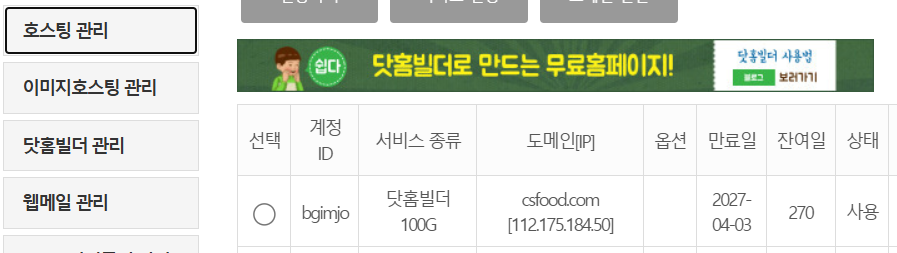 호스팅 관리
이미지호스팅 관리
닷홈빌더 관리
웹메일 관리
쉽다
닷홈빌더로 만드는 무료홈페이지!
닷홈빌더 사용법
블로그 보러가기
선택
계정
ID
서비스 종류
도메인[IP]
옵션
만료일
잔여일
상태
bgimjo
닷홈빌더
100G
csfood.com
[112.175.184.50]
2027-
04-03
270
사용